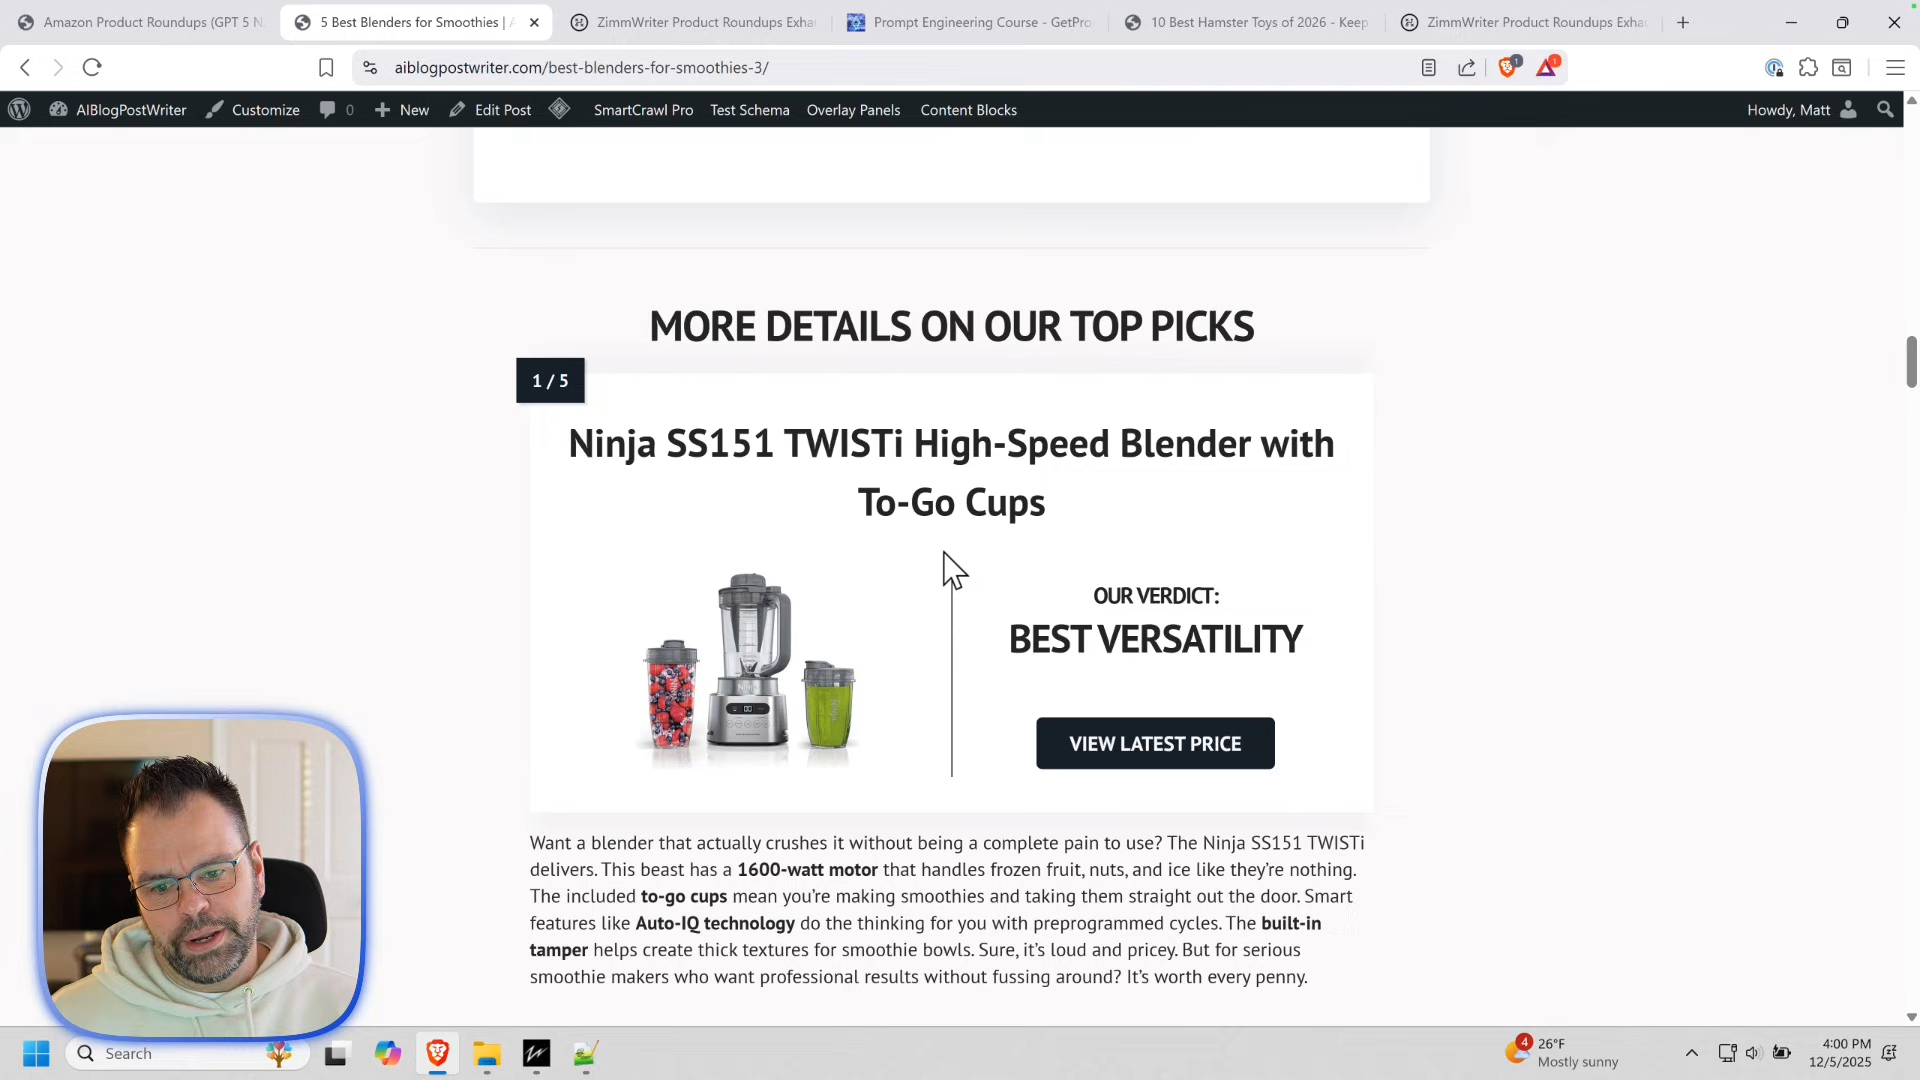 Amazon Product Roundups (GPT 5 N
5 Best Blenders for Smoothies | A
ZimmWriter Product Roundups Exha
Prompt Engineering Course - GetPro
10 Best Hamster Toys of 2026 - Keep
ZimmWriter Product Roundups Exha
aiblogpostwriter.com/best-blenders-for-smoothies-3/
1
1
AIBlogPostWriter
Customize
0
New
Edit Post
SmartCrawl Pro
Test Schema
Overlay Panels
Content Blocks
Howdy, Matt
MORE DETAILS ON OUR TOP PICKS
1 / 5
Ninja SS151 TWISTi High-Speed Blender with
To-Go Cups
OUR VERDICT:
BEST VERSATILITY
VIEW LATEST PRICE
Want a blender that actually crushes it without being a complete pain to use? The Ninja SS151 TWISTi
delivers. This beast has a 1600-watt motor that handles frozen fruit, nuts, and ice like they’re nothing.
The included to-go cups mean you’re making smoothies and taking them straight out the door. Smart
features like Auto-IQ technology do the thinking for you with preprogrammed cycles. The built-in
tamper helps create thick textures for smoothie bowls. Sure, it’s loud and pricey. But for serious
smoothie makers who want professional results without fussing around? It’s worth every penny.
Search
4
26°F
Mostly sunny
4:00 PM
12/5/2025